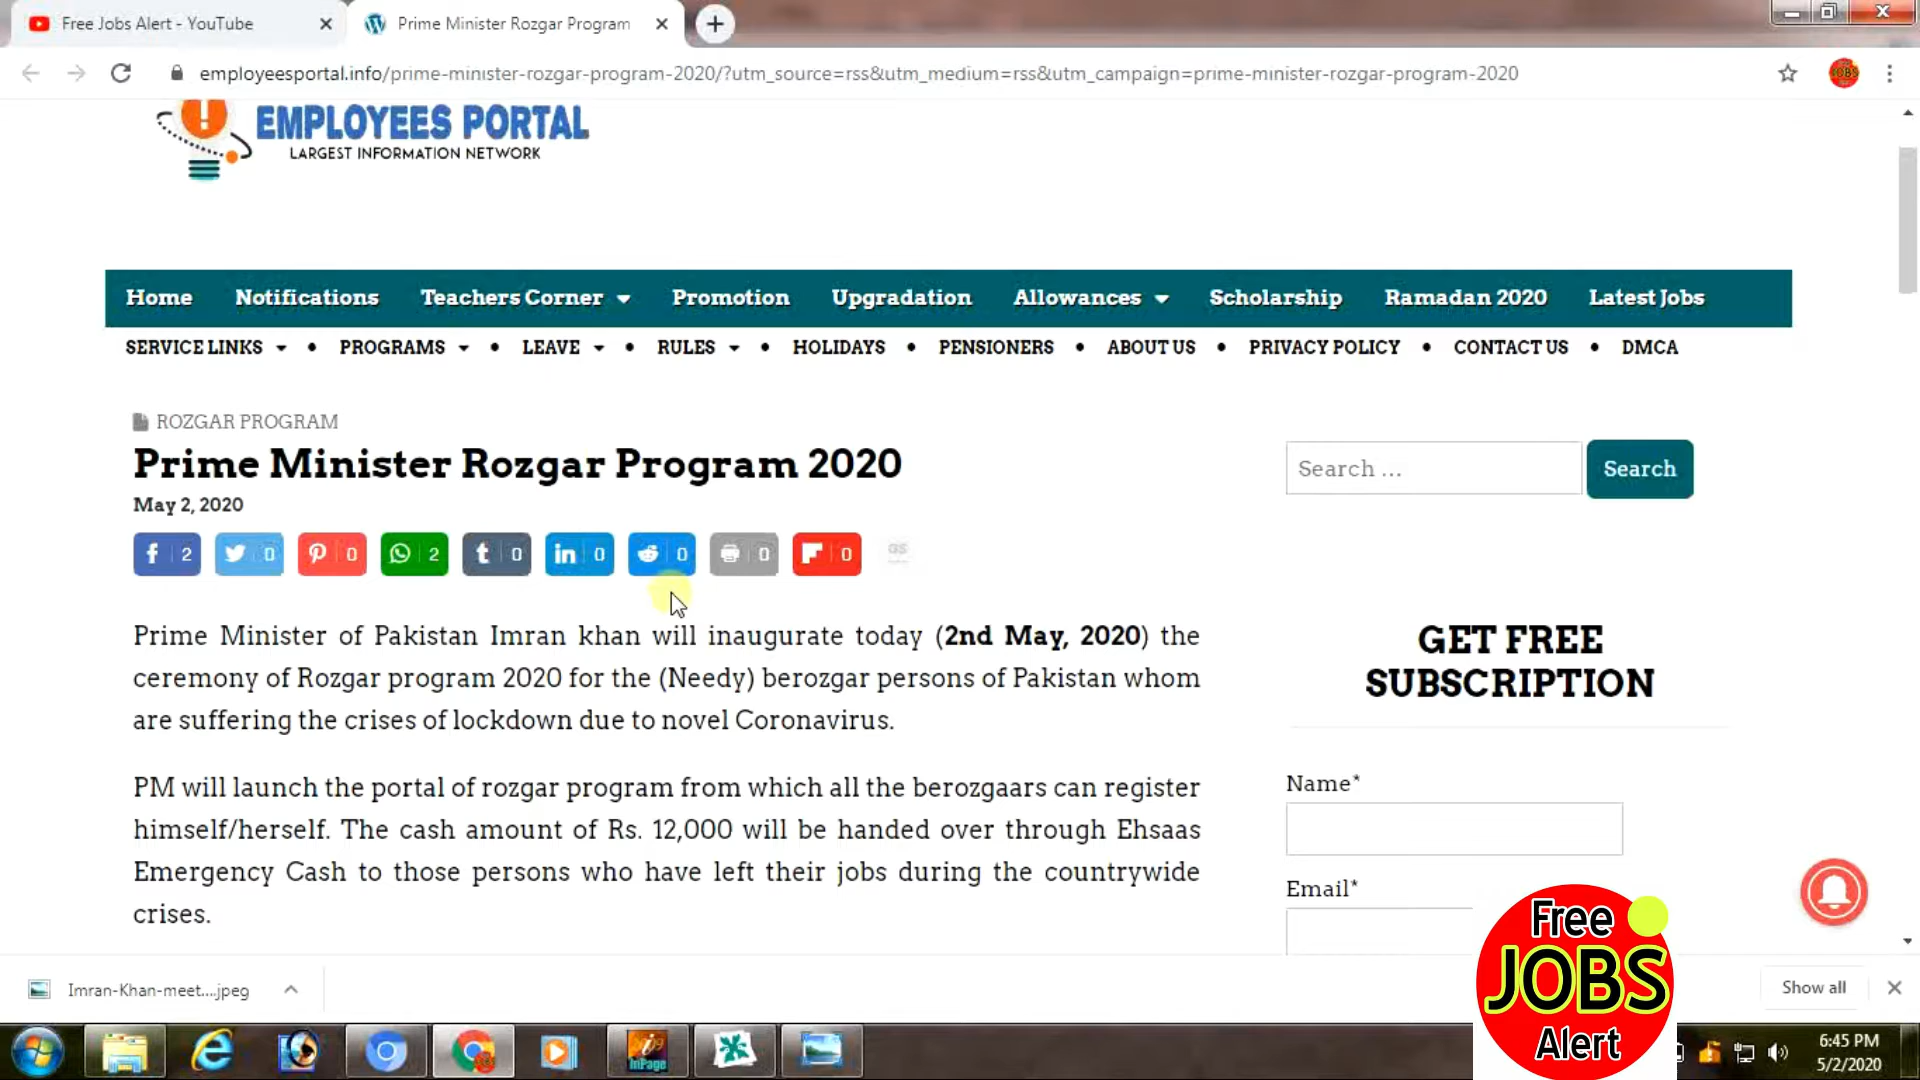 Free Jobs Alert - YouTube
Prime Minister Rozgar Program
employeesportal.info/prime-minister-rozgar-program-2020/?utm_source=rss&utm_medium=rss&utm_campaign=prime-minister-rozgar-program-2020
EMPLOYEES PORTAL
LARGEST INFORMATION NETWORK
Home Notifications Teachers Corner Promotion Upgradation Allowances Scholarship Ramadan 2020 Latest Jobs
SERVICE LINKS • PROGRAMS • LEAVE • RULES • HOLIDAYS • PENSIONERS • ABOUT US • PRIVACY POLICY • CONTACT US • DMCA
ROZGAR PROGRAM
Prime Minister Rozgar Program 2020
May 2, 2020
2 0 0 2 0 0 0 0 0 GS
Prime Minister of Pakistan Imran khan will inaugurate today (2nd May, 2020) the
ceremony of Rozgar program 2020 for the (Needy) berozgar persons of Pakistan whom
are suffering the crises of lockdown due to novel Coronavirus.
PM will launch the portal of rozgar program from which all the berozgaars can register
himself/herself. The cash amount of Rs. 12,000 will be handed over through Ehsaas
Emergency Cash to those persons who have left their jobs during the countrywide
crises.
Search ...
Search
GET FREE
SUBSCRIPTION
Name*
Email*
Free
JOBS
Alert
Imran-Khan-meet....jpeg
Show all
InPage
6:45 PM
5/2/2020